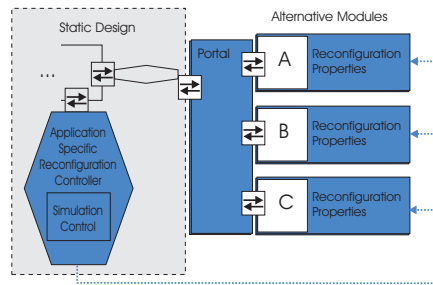 Static Design
Alternative Modules
...
Portal
A
Reconfiguration
Properties
B
Reconfiguration
Properties
C
Reconfiguration
Properties
Application
Specific
Reconfiguration
Controller
Simulation
Control